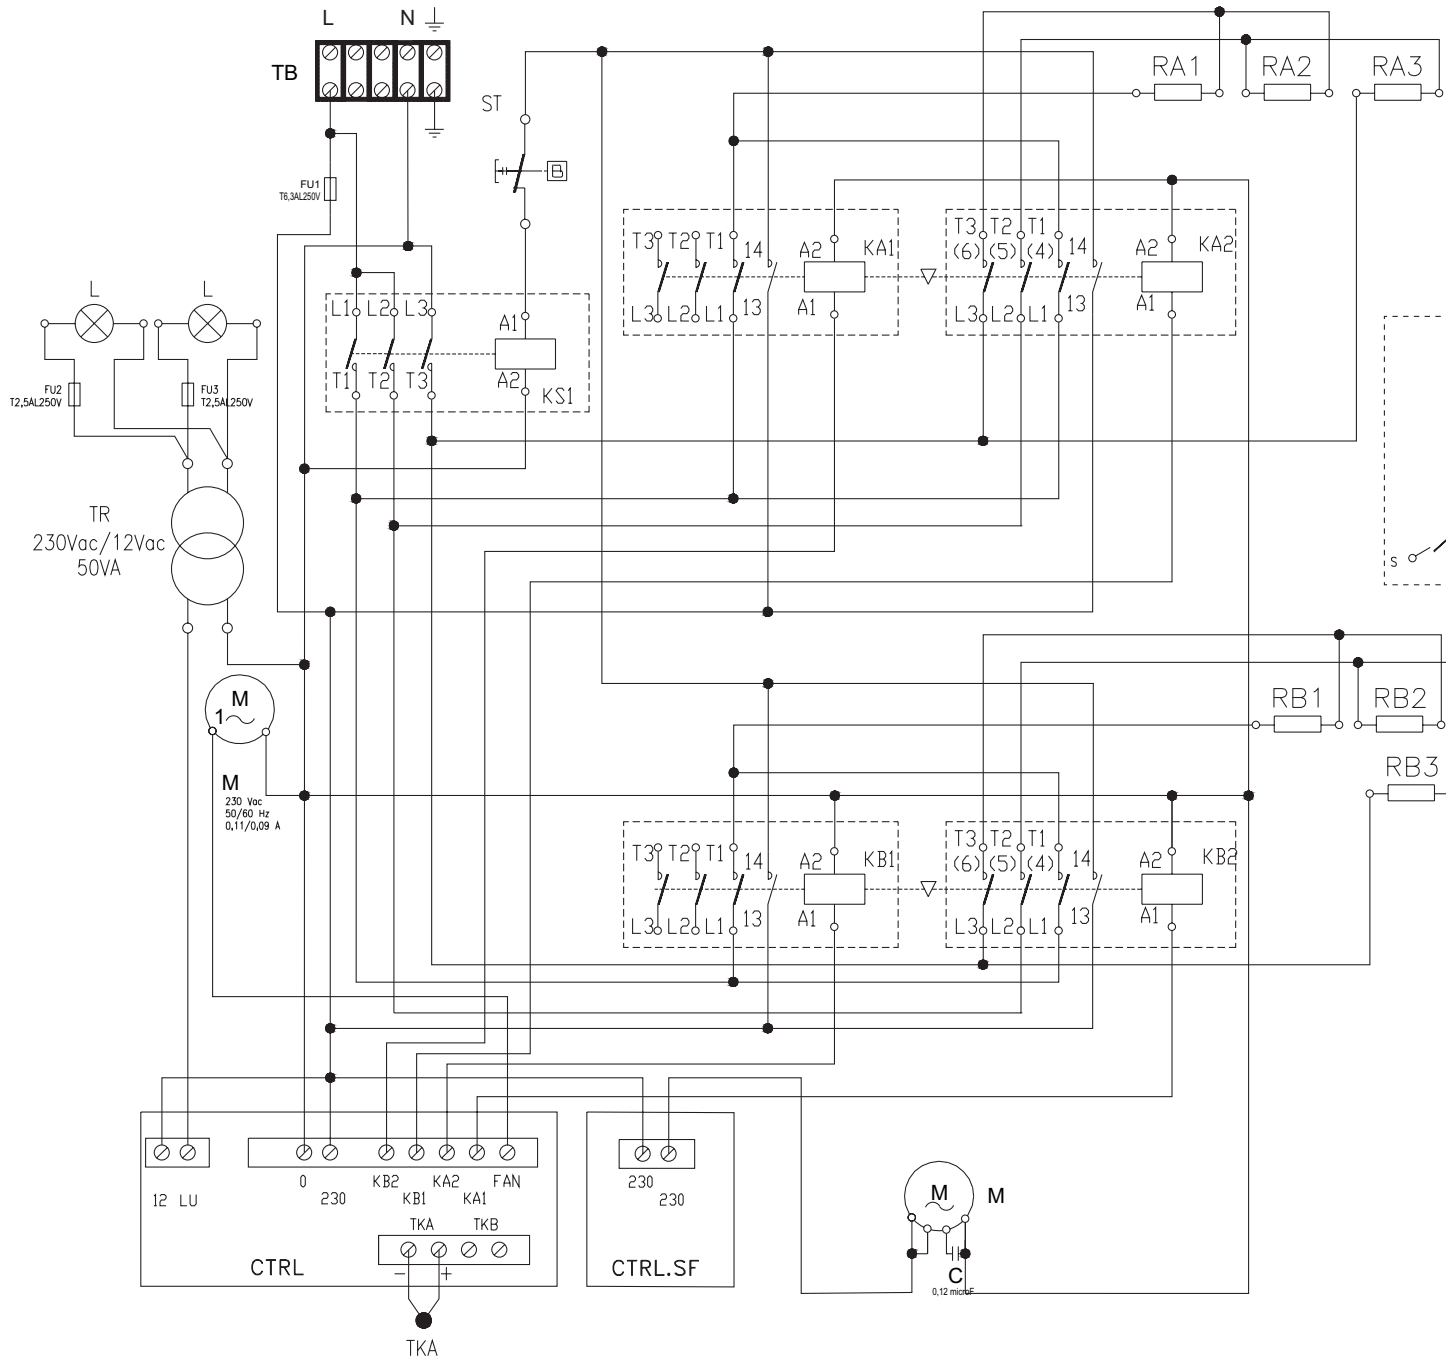 L N
TB
ST
B
FU1
T6,3AL250V
RA1 RA2 RA3
T3 T2 T1 14 A2 KA1
L3 L2 L1 13 A1
T3 T2 T1 14 A2 KA2
(6) (5) (4)
L3 L2 L1 13 A1
L L
FU2
T2,5AL250V
FU3
T2,5AL250V
L1 L2 L3 A1
T1 T2 T3 A2 KS1
TR
230Vac/12Vac
50VA
S
M
1
M
230 Vac
50/60 Hz
0,11/0,09 A
RB1 RB2
RB3
T3 T2 T1 14 A2 KB1
L3 L2 L1 13 A1
T3 T2 T1 14 A2 KB2
(6) (5) (4)
L3 L2 L1 13 A1
12 LU
0 230 KB2 KB1 KA2 KA1 FAN
TKA TKB
- +
CTRL
TKA
230 230
CTRL.SF
M M
C
0,12 microF